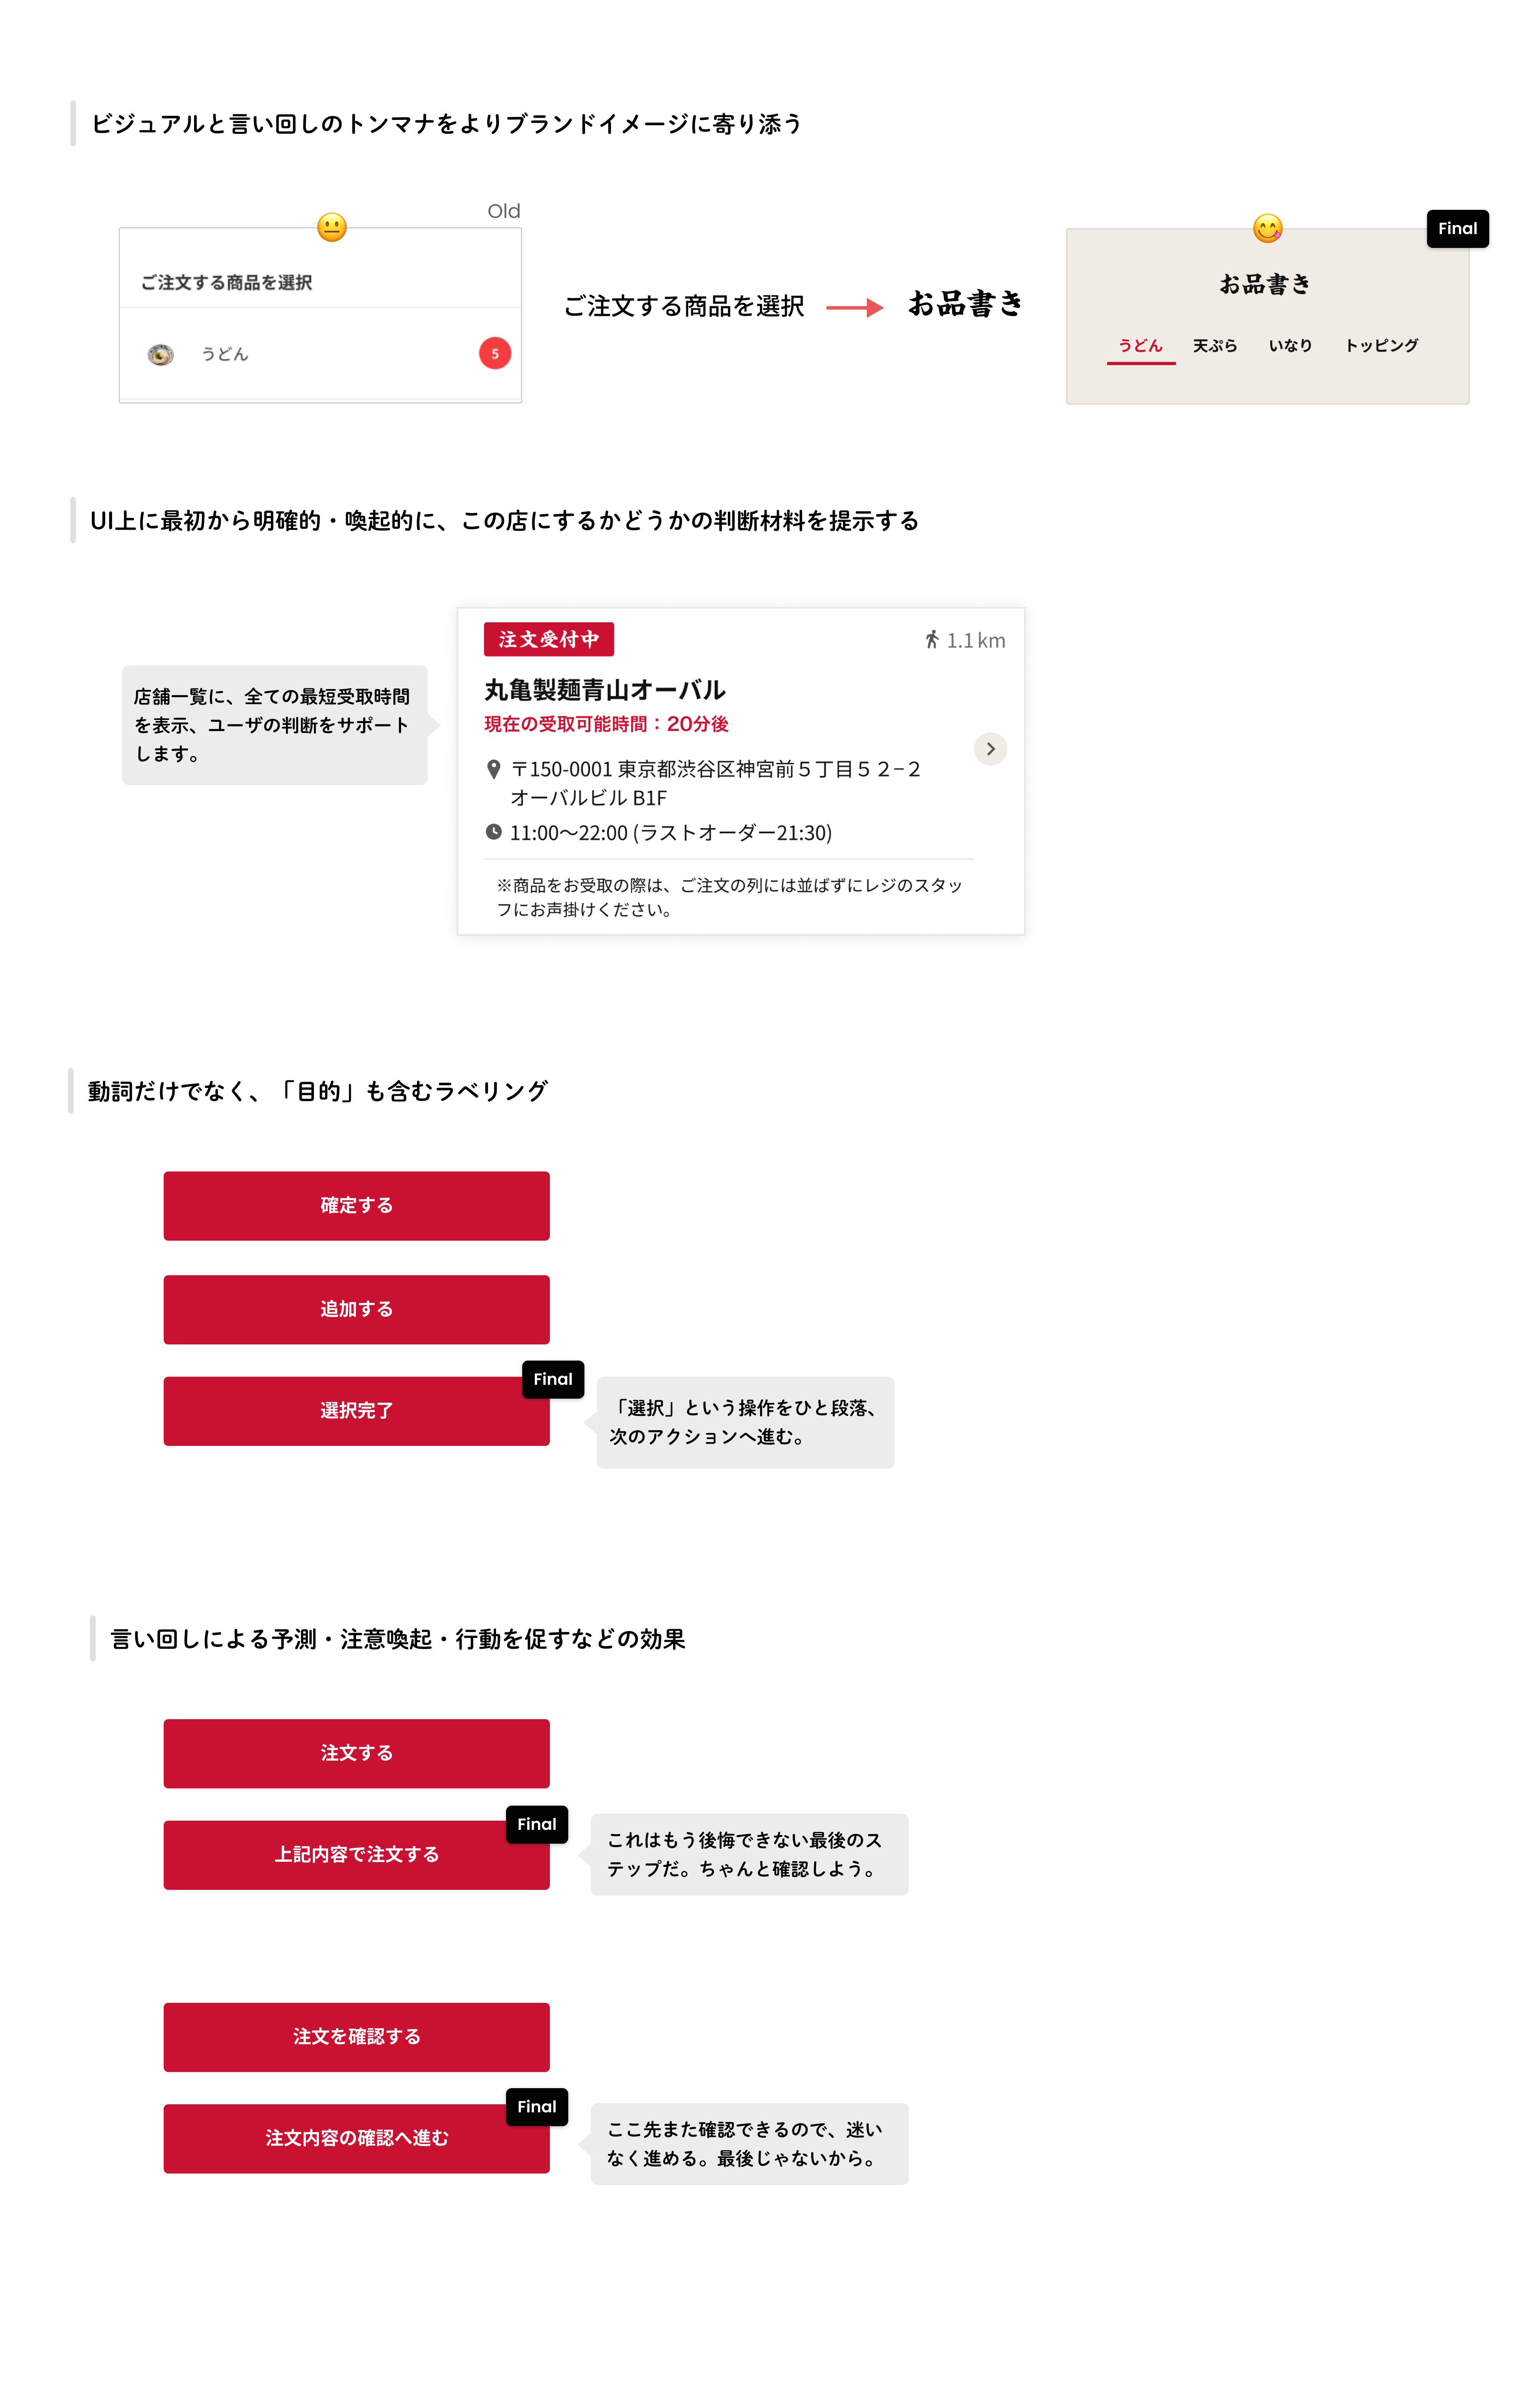 ビジュアルと言い回しのトンマナをよりブランドイメージに寄り添う
Old
ご注文する商品を選択
うどん
5
ご注文する商品を選択
お品書き
Final
お品書き
うどん 天ぷら いなり トッピング
UI上に最初から明確的・喚起的に、この店にするかどうかの判断材料を提示する
店舗一覧に、全ての最短受取時間
を表示、ユーザの判断をサポート
します。
注文受付中
1.1 km
丸亀製麺青山オーバル
現在の受取可能時間：20分後
〒150-0001 東京都渋谷区神宮前５丁目５２−２
オーバルビル B1F
11:00〜22:00 (ラストオーダー21:30)
※商品をお受取の際は、ご注文の列には並ばずにレジのスタッ
フにお声掛けください。
動詞だけでなく、「目的」も含むラベリング
確定する
追加する
Final
選択完了
「選択」という操作をひと段落、
次のアクションへ進む。
言い回しによる予測・注意喚起・行動を促すなどの効果
注文する
Final
上記内容で注文する
これはもう後悔できない最後のス
テップだ。ちゃんと確認しよう。
注文を確認する
Final
注文内容の確認へ進む
ここ先また確認できるので、迷い
なく進める。最後じゃないから。